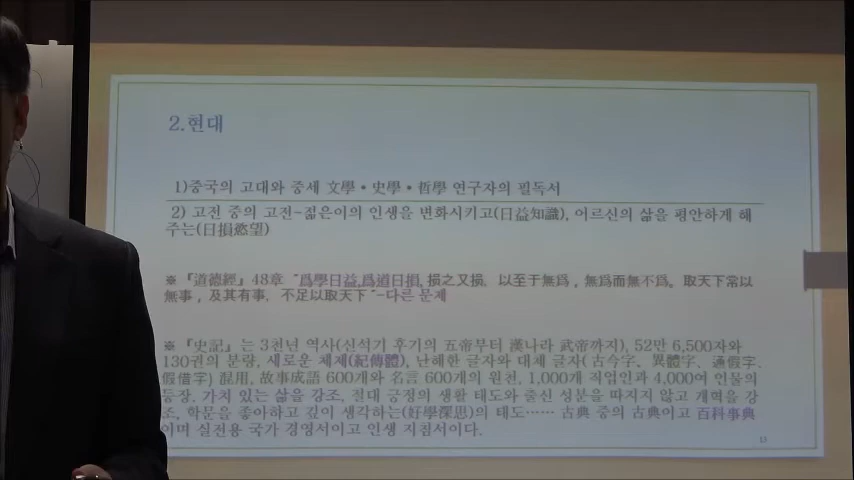 2.현대
1)중국의 고대와 중세 文學·史學·哲學 연구자의 필독서
2) 고전 중의 고전-젊은이의 인생을 변화시키고(日益知識), 어르신의 삶을 평안하게 해
주는(日損慾望)
※『道德經』48章 "爲學日益,爲道日損, 損之又損, 以至于無爲, 無爲而無不爲。取天下常以
無事, 及其有事, 不足以取天下"-다른 문제
※『史記』는 3천년 역사(신석기 후기의 五帝부터 漢나라 武帝까지), 52만 6,500자와
130권의 분량, 새로운 체제(紀傳體), 난해한 글자와 대체 글자(古今字、異體字、通假字、
假借字) 混用, 故事成語 600개와 名言 600개의 원천, 1,000개 직업인과 4,000여 인물의
등장, 가치 있는 삶을 강조, 절대 긍정의 생활 태도와 출신 성분을 따지지 않고 개혁을 강
조, 학문을 좋아하고 깊이 생각하는(好學深思)의 태도…… 古典 중의 古典이고 百科事典
이며 실전용 국가 경영서이고 인생 지침서이다.
13